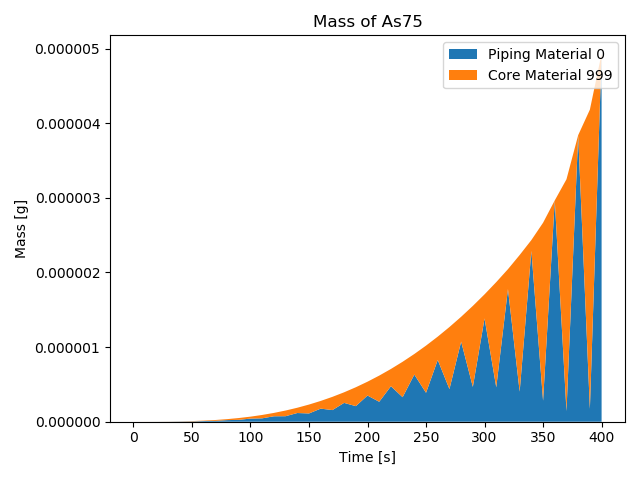 Mass of As75
Piping Material 0
Core Material 999
Mass [g]
0.000005
0.000004
0.000003
0.000002
0.000001
0.000000
0 50 100 150 200 250 300 350 400
Time [s]